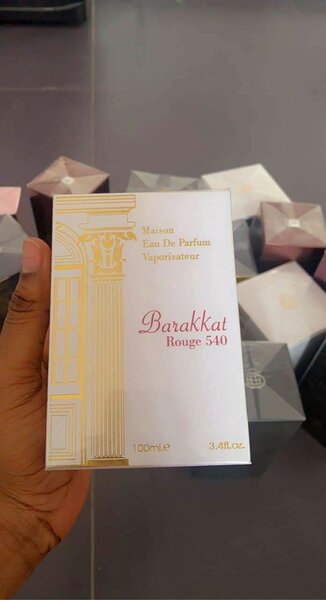 Maison
Eau De Parfum
Vaporisateur
Barakkat
Rouge 540
100ml.e 3.4fl.oz.